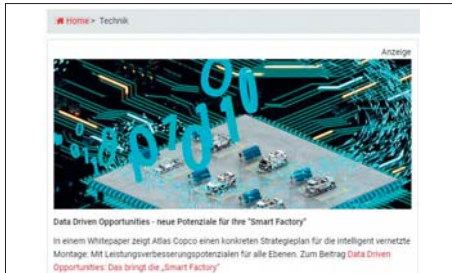 Home > Technik
Anzeige
Data Driven Opportunities - neue Potenziale für Ihre "Smart Factory"
In einem Whitepaper zeigt Atlas Copco einen konkreten Strategieplan für die intelligent vernetzte
Montage: Mit Leistungsverbesserungspotenzialen für alle Ebenen. Zum Beitrag Data Driven
Opportunities: Das bringt die „Smart Factory"